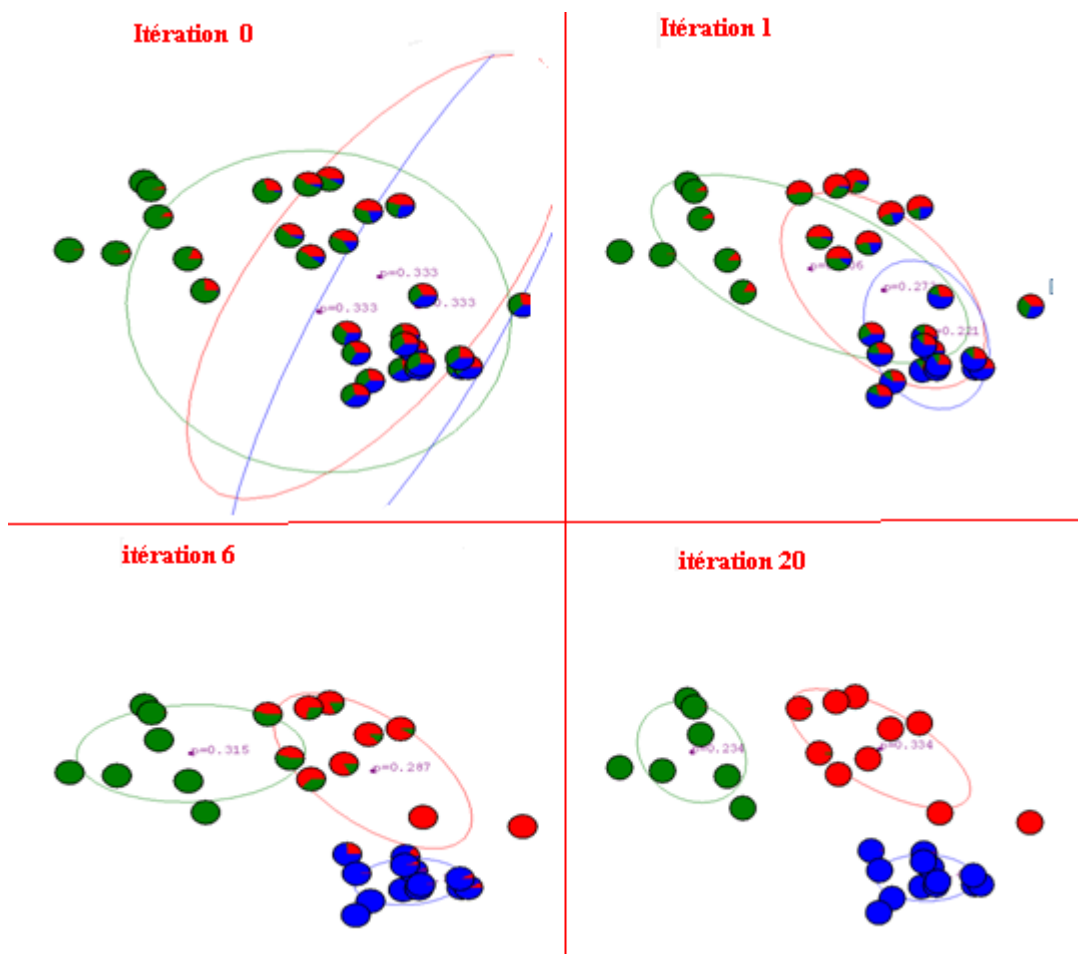 Itération 0
Itération 1
p=0.333
p=0.333
.333
p=0.27
0.221
itération 6
itération 20
p=0.315
p=0.287
p=0.234
p=0.334